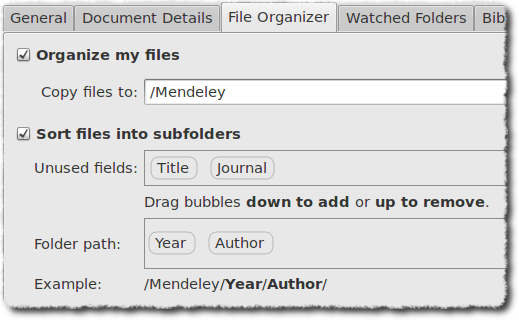 General Document Details File Organizer Watched Folders Bib
Organize my files
Copy files to: /Mendeley
Sort files into subfolders
Unused fields: Title Journal
Drag bubbles down to add or up to remove.
Folder path: Year Author
Example: /Mendeley/Year/Author/